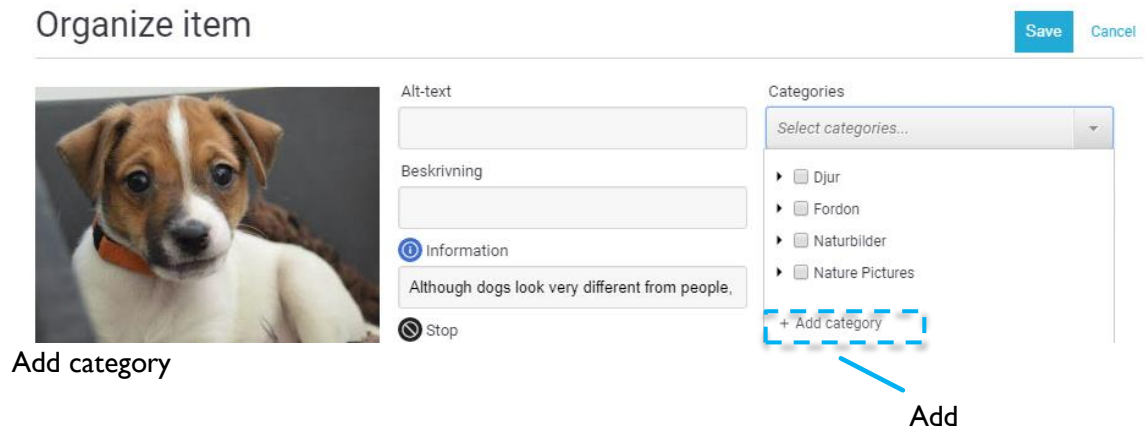 Organize item
Save Cancel
Alt-text
Beskrivning
Information
Although dogs look very different from people,
Stop
Categories
Select categories...
Djur
Fordon
Naturbilder
Nature Pictures
+ Add category
Add category
Add